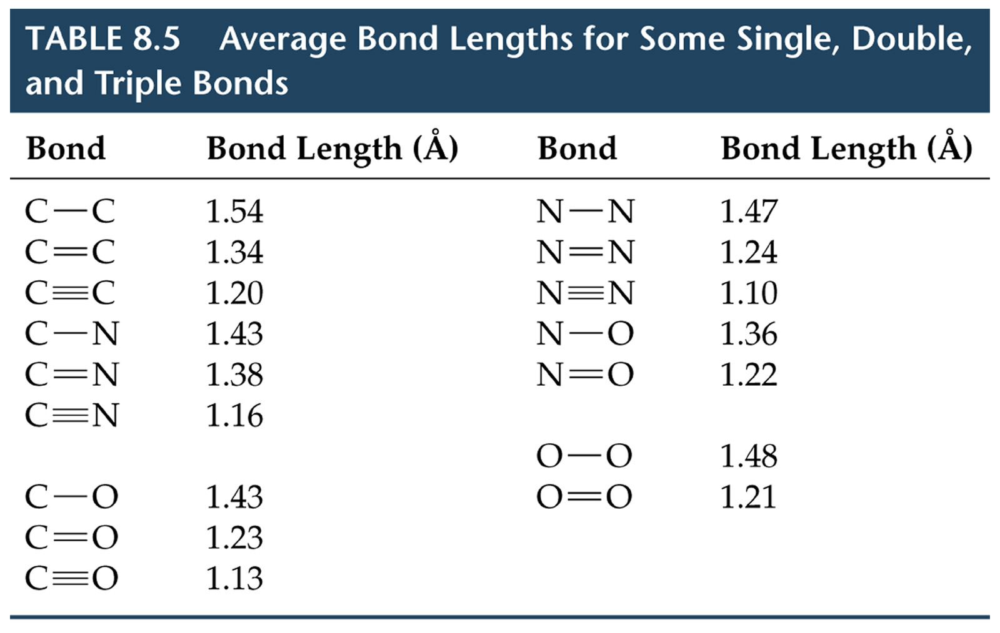 TABLE 8.5 Average Bond Lengths for Some Single, Double,
and Triple Bonds
Bond Bond Length (Å) Bond Bond Length (Å)
C—C 1.54 N—N 1.47
C=C 1.34 N=N 1.24
C≡C 1.20 N≡N 1.10
C—N 1.43 N—O 1.36
C=N 1.38 N=O 1.22
C≡N 1.16
O—O 1.48
C—O 1.43 O=O 1.21
C=O 1.23
C≡O 1.13